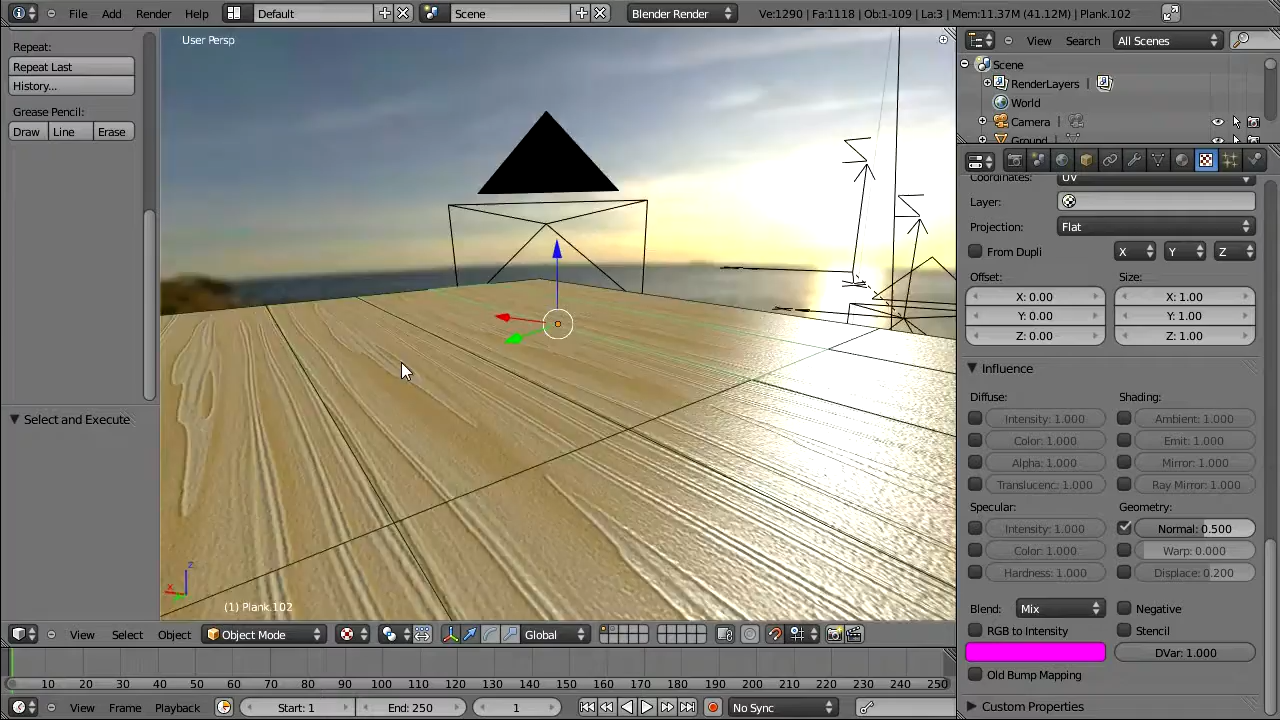 File Add Render Help Default Scene Blender Render Ve:1290 | Fa:1118 | Ob:1-109 | La:3 | Mem:11.37M (41.12M) | Plank.102
Repeat:
Repeat Last
History...
Grease Pencil:
Draw Line Erase
Select and Execute
User Persp
(1) Plank.102
View Search All Scenes
Scene
RenderLayers |
World
Camera |
Ground |
Coordinates: UV
Layer:
Projection: Flat
From Dupli X Y Z
Offset: Size:
X: 0.00 X: 1.00
Y: 0.00 Y: 1.00
Z: 0.00 Z: 1.00
Influence
Diffuse: Shading:
Intensity: 1.000 Ambient: 1.000
Color: 1.000 Emit: 1.000
Alpha: 1.000 Mirror: 1.000
Translucenc: 1.000 Ray Mirror: 1.000
Specular: Geometry:
Intensity: 1.000 Normal: 0.500
Color: 1.000 Warp: 0.000
Hardness: 1.000 Displace: 0.200
Blend: Mix Negative
RGB to Intensity Stencil
DVar: 1.000
Old Bump Mapping
Custom Properties
View Select Object Object Mode Global
0 10 20 30 40 50 60 70 80 90 100 110 120 130 140 150 160 170 180 190 200 210 220 230 240 250
View Frame Playback Start: 1 End: 250 1 No Sync
x y z